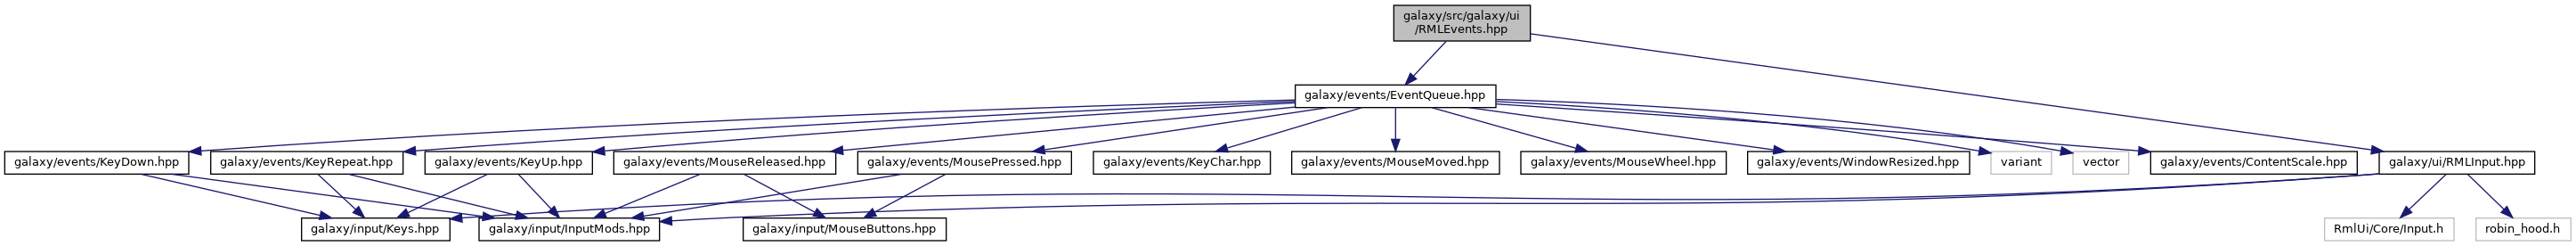 galaxy/src/galaxy/ui
/RMLEvents.hpp
galaxy/events/EventQueue.hpp
galaxy/events/KeyDown.hpp
galaxy/events/KeyRepeat.hpp
galaxy/events/KeyUp.hpp
galaxy/events/MouseReleased.hpp
galaxy/events/MousePressed.hpp
galaxy/events/KeyChar.hpp
galaxy/events/MouseMoved.hpp
galaxy/events/MouseWheel.hpp
galaxy/events/WindowResized.hpp
variant
vector
galaxy/events/ContentScale.hpp
galaxy/ui/RMLInput.hpp
galaxy/input/Keys.hpp
galaxy/input/InputMods.hpp
galaxy/input/MouseButtons.hpp
RmlUi/Core/Input.h
robin_hood.h